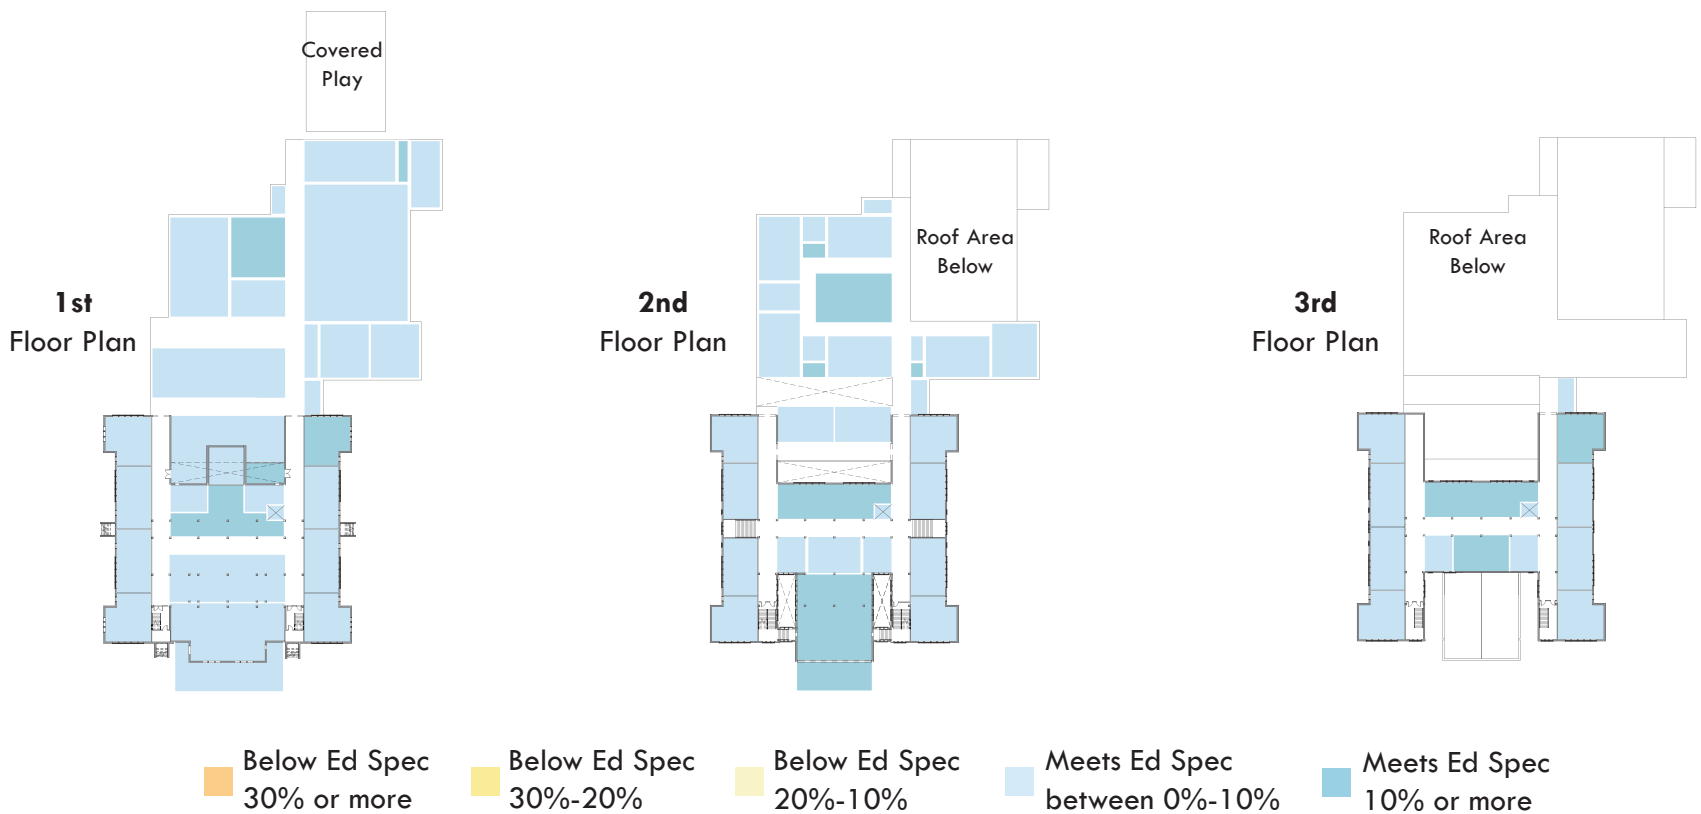 Covered
Play
1st
Floor Plan
2nd
Floor Plan
Roof Area
Below
3rd
Floor Plan
Roof Area
Below
Below Ed Spec
30% or more
Below Ed Spec
30%-20%
Below Ed Spec
20%-10%
Meets Ed Spec
between 0%-10%
Meets Ed Spec
10% or more